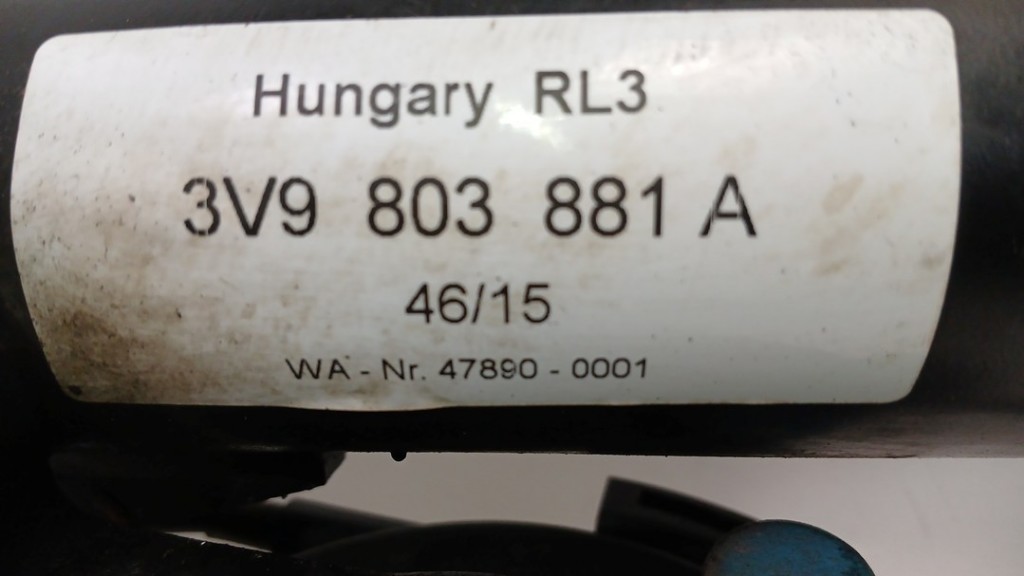 Hungary RL3
3V9 803 881 A
46/15
WA - Nr. 47890 - 0001